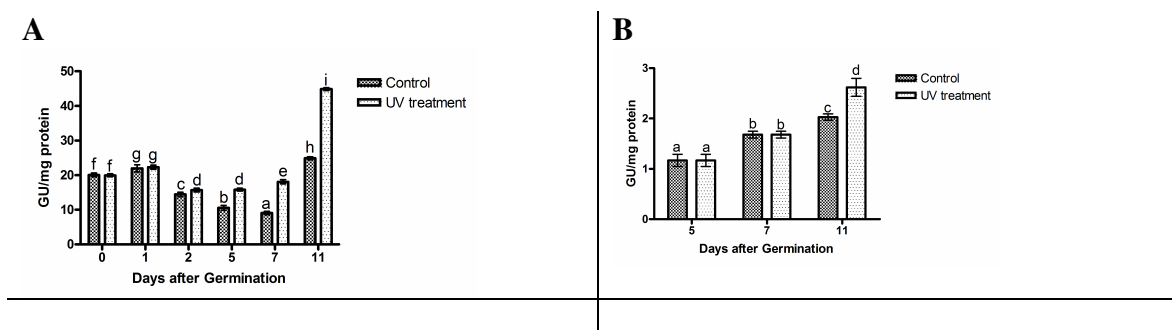 A
50
40
30
20
10
0
GU/mg protein
f f g g c d b d a e h i
0 1 2 5 7 11
Days after Germination
Control
UV treatment
B
3
2
1
0
GU/mg protein
a a b b c d
5 7 11
Days after Germination
Control
UV treatment